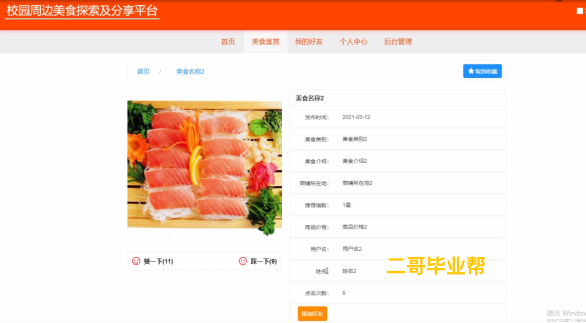 校园周边美食探索及分享平台
首页 美食鉴赏 我的好友 个人中心 后台管理
首页 / 美食名称2 取消收藏
美食名称2
发布时间: 2021-03-12
美食类别: 美食类别2
美食介绍: 美食介绍2
商铺所在地: 商铺所在地2
推荐指数: 1星
商品价格: 商品价格2
用户名: 用户名2
姓名: 姓名2
点击次数: 6
赞一下(11) 踩一下(9)
添加好友
二哥毕业帮
激活 Window